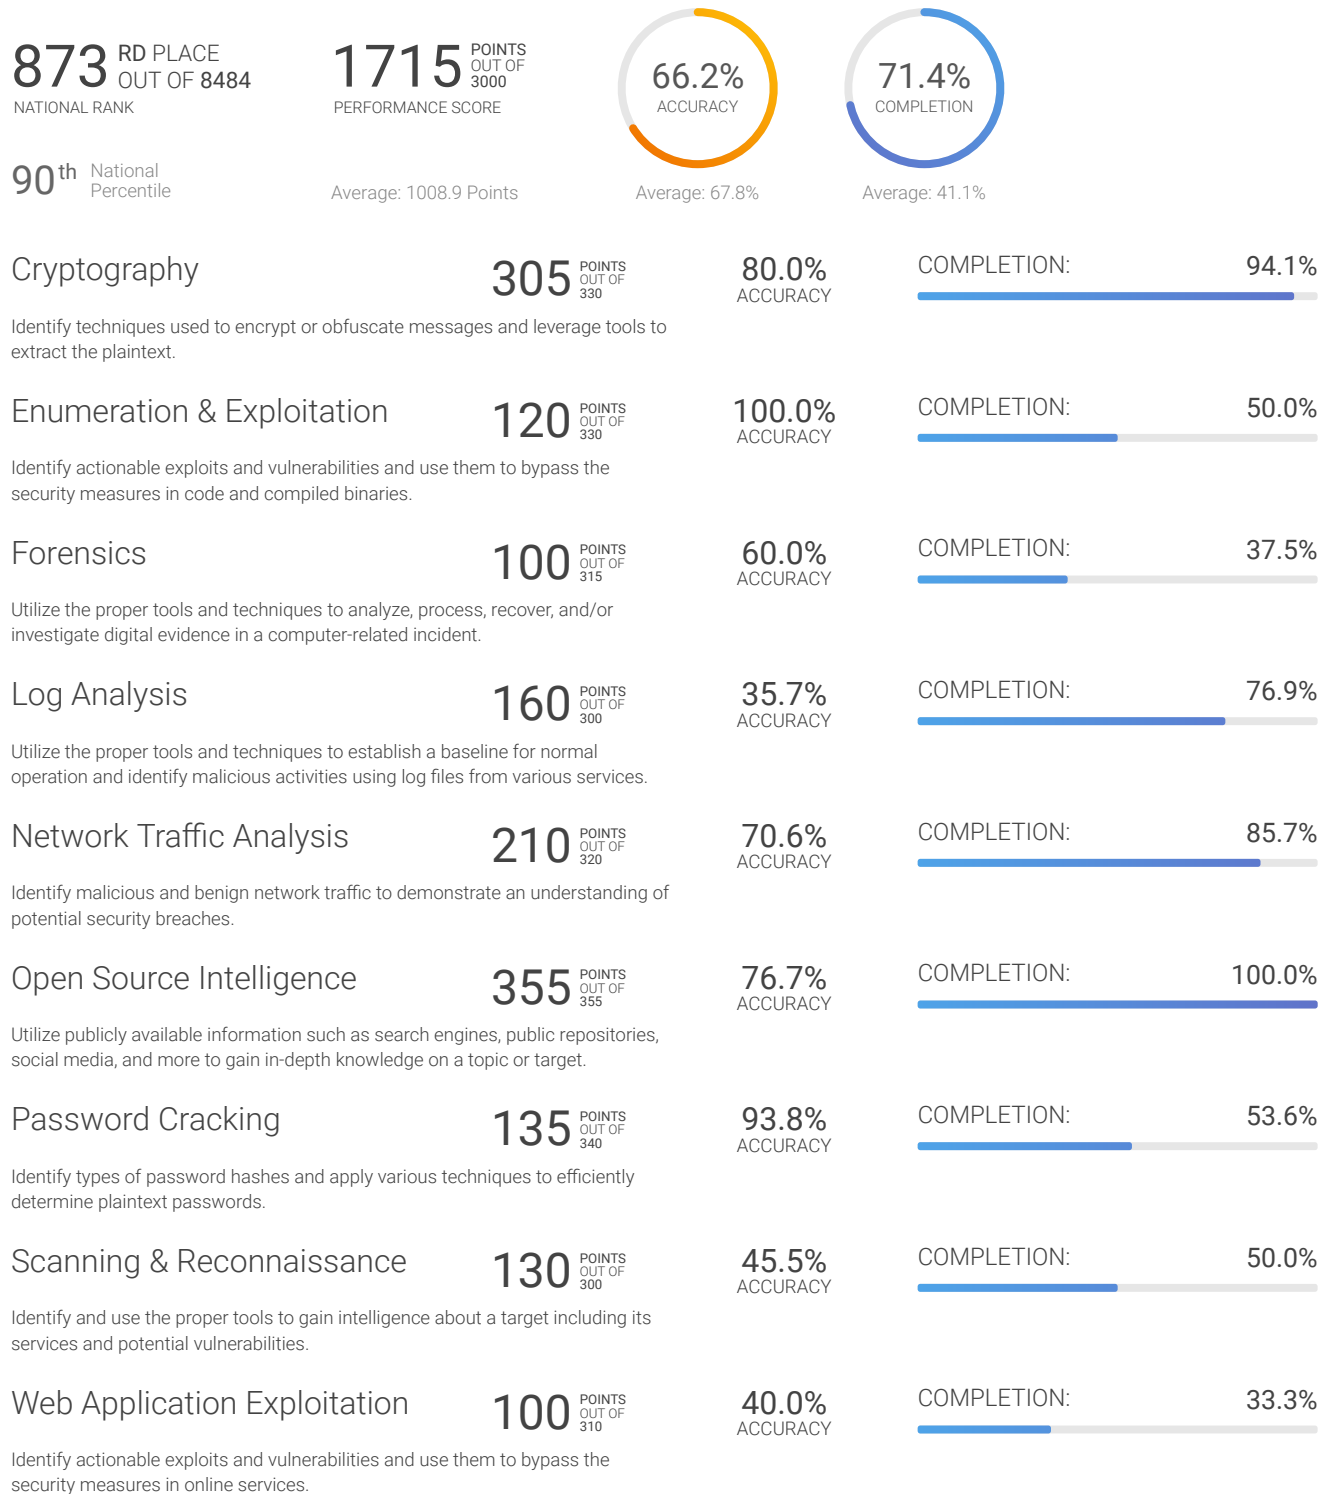 873 RD PLACE
OUT OF 8484
NATIONAL RANK
90th National
Percentile
1715 POINTS
OUT OF
3000
PERFORMANCE SCORE
Average: 1008.9 Points
66.2%
ACCURACY
Average: 67.8%
71.4%
COMPLETION
Average: 41.1%
Cryptography
305 POINTS
OUT OF
330
80.0%
ACCURACY
COMPLETION: 94.1%
Identify techniques used to encrypt or obfuscate messages and leverage tools to
extract the plaintext.
Enumeration & Exploitation
120 POINTS
OUT OF
330
100.0%
ACCURACY
COMPLETION: 50.0%
Identify actionable exploits and vulnerabilities and use them to bypass the
security measures in code and compiled binaries.
Forensics
100 POINTS
OUT OF
315
60.0%
ACCURACY
COMPLETION: 37.5%
Utilize the proper tools and techniques to analyze, process, recover, and/or
investigate digital evidence in a computer-related incident.
Log Analysis
160 POINTS
OUT OF
300
35.7%
ACCURACY
COMPLETION: 76.9%
Utilize the proper tools and techniques to establish a baseline for normal
operation and identify malicious activities using log files from various services.
Network Traffic Analysis
210 POINTS
OUT OF
320
70.6%
ACCURACY
COMPLETION: 85.7%
Identify malicious and benign network traffic to demonstrate an understanding of
potential security breaches.
Open Source Intelligence
355 POINTS
OUT OF
355
76.7%
ACCURACY
COMPLETION: 100.0%
Utilize publicly available information such as search engines, public repositories,
social media, and more to gain in-depth knowledge on a topic or target.
Password Cracking
135 POINTS
OUT OF
340
93.8%
ACCURACY
COMPLETION: 53.6%
Identify types of password hashes and apply various techniques to efficiently
determine plaintext passwords.
Scanning & Reconnaissance
130 POINTS
OUT OF
300
45.5%
ACCURACY
COMPLETION: 50.0%
Identify and use the proper tools to gain intelligence about a target including its
services and potential vulnerabilities.
Web Application Exploitation
100 POINTS
OUT OF
310
40.0%
ACCURACY
COMPLETION: 33.3%
Identify actionable exploits and vulnerabilities and use them to bypass the
security measures in online services.